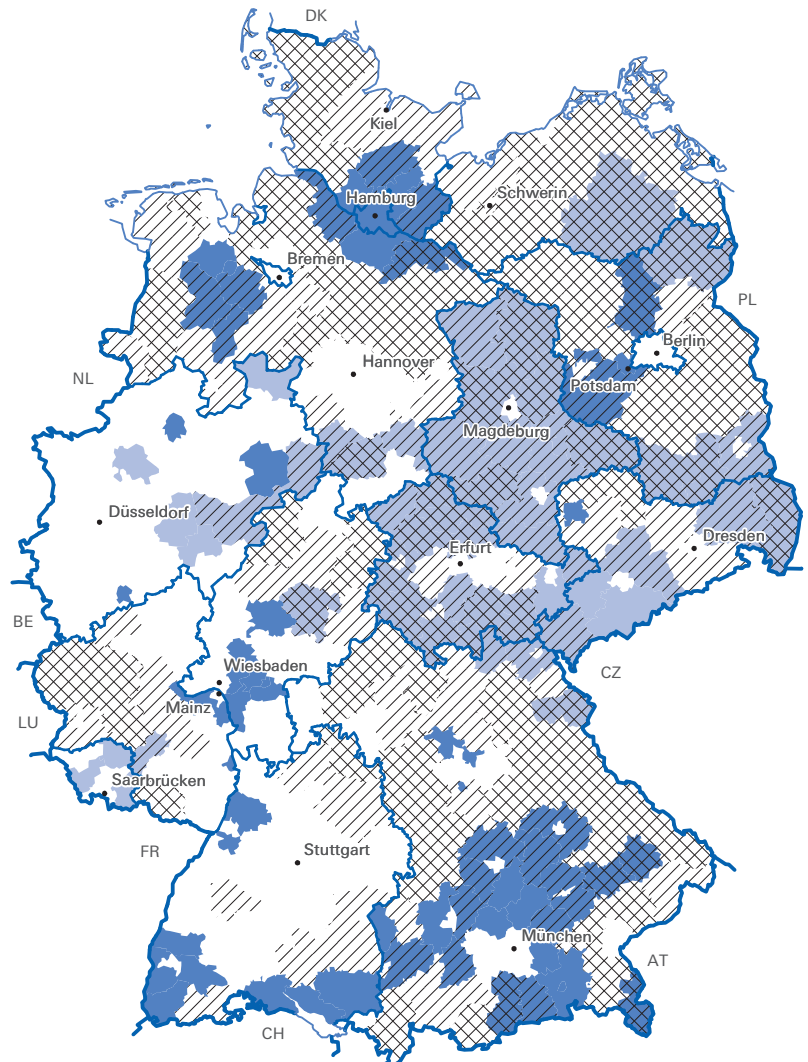 DK
Kiel
Hamburg
Schwerin
Bremen
PL
Berlin
Hannover
NL
Potsdam
Magdeburg
Düsseldorf
Dresden
Erfurt
BE
Wiesbaden
CZ
Mainz
LU
Saarbrücken
FR
Stuttgart
München
AT
CH